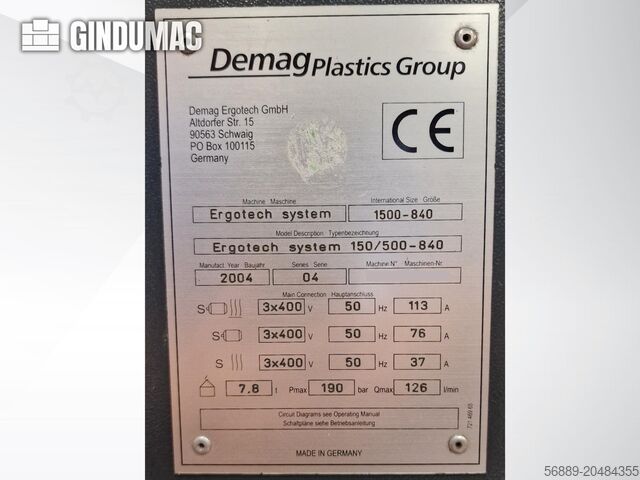 GINDUMAC
Demag Plastics Group
Demag Ergotech GmbH
Altdorfer Str. 15
90563 Schwaig
PO Box 100115
Germany
CE
Machine Maschine International Size Größe
Ergotech system 1500-840
Model Description Typenbezeichnung
Ergotech system 150/500-840
Manufact. Year Baujahr Series Serie Machine N° Maschinen-Nr.
2004 04
Main Connection Hauptanschluss
S 3x400 V 50 Hz 113 A
S 3x400 V 50 Hz 76 A
S 3x400 V 50 Hz 37 A
7.8 t Pmax 190 bar Qmax 126 l/min
Circuit Diagrams see Operating Manual
Schaltpläne siehe Betriebsanleitung
721 469 65
MADE IN GERMANY
56889-20484355